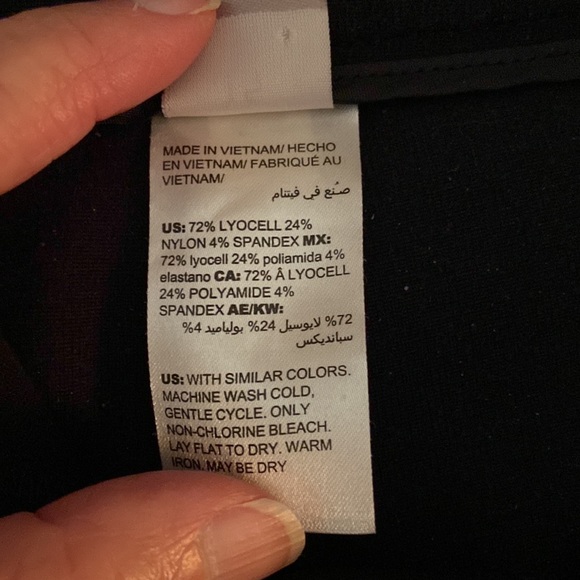 MADE IN VIETNAM/ HECHO
EN VIETNAM/ FABRIQUÉ AU
VIETNAM/
صُنع في فيتنام
US: 72% LYOCELL 24%
NYLON 4% SPANDEX MX:
72% lyocell 24% poliamida 4%
elastano CA: 72% Â LYOCELL
24% POLYAMIDE 4%
SPANDEX AE/KW:
72% لايوسيل 24% بولياميد 4%
سبانديكس
US: WITH SIMILAR COLORS.
MACHINE WASH COLD,
GENTLE CYCLE. ONLY
NON-CHLORINE BLEACH.
LAY FLAT TO DRY. WARM
IRON. MAY BE DRY